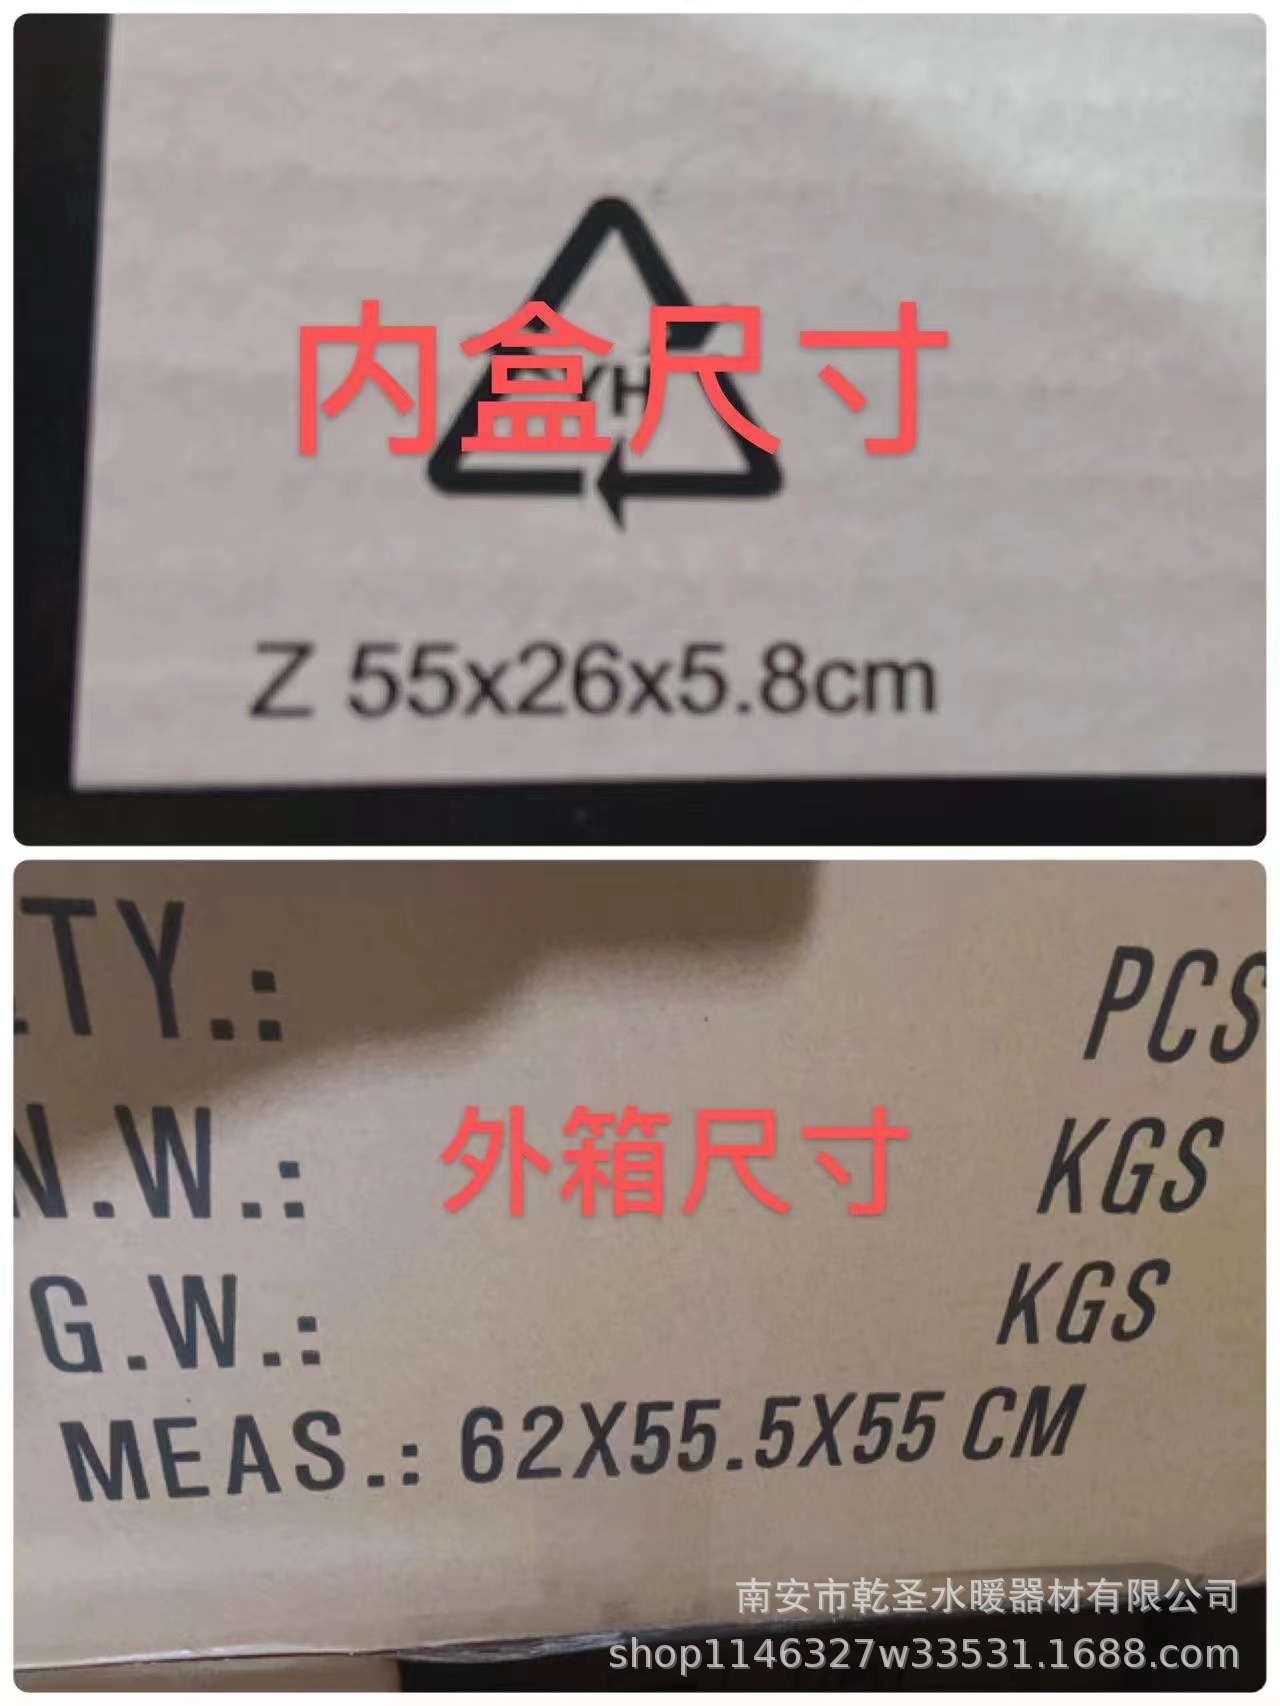 内盒尺寸
YH
Z 55x26x5.8cm
TY.:
PCS
N.W.:
外箱尺寸
KGS
G.W.:
KGS
MEAS.: 62X55.5X55 CM
南安市乾圣水暖器材有限公司
shop1146327w33531.1688.com